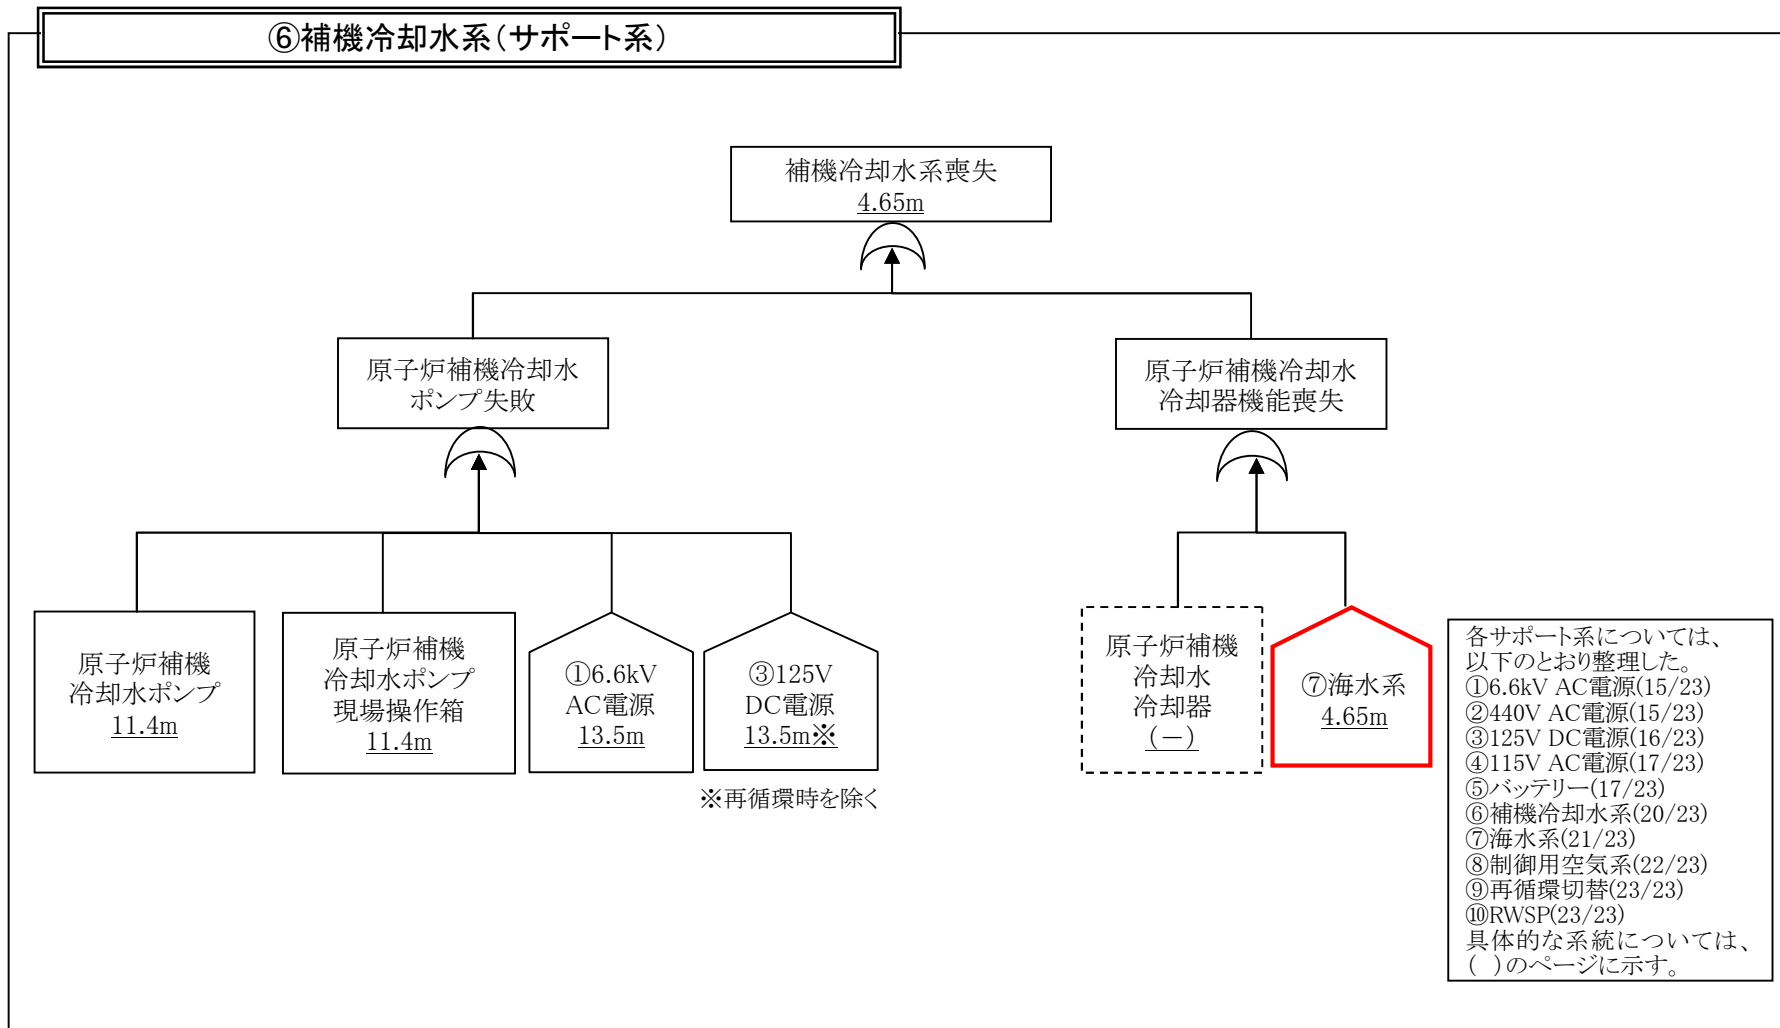 ⑥補機冷却水系(サポート系)
補機冷却水系喪失
4.65m
原子炉補機冷却水
ポンプ失敗
原子炉補機冷却水
冷却器機能喪失
原子炉補機
冷却水ポンプ
11.4m
原子炉補機
冷却水ポンプ
現場操作箱
11.4m
①6.6kV
AC電源
13.5m
③125V
DC電源
13.5m※
※再循環時を除く
原子炉補機
冷却水
冷却器
(－)
⑦海水系
4.65m
各サポート系については、
以下のとおり整理した。
①6.6kV AC電源(15/23)
②440V AC電源(15/23)
③125V DC電源(16/23)
④115V AC電源(17/23)
⑤バッテリー(17/23)
⑥補機冷却水系(20/23)
⑦海水系(21/23)
⑧制御用空気系(22/23)
⑨再循環切替(23/23)
⑩RWSP(23/23)
具体的な系統については、
( )のページに示す。